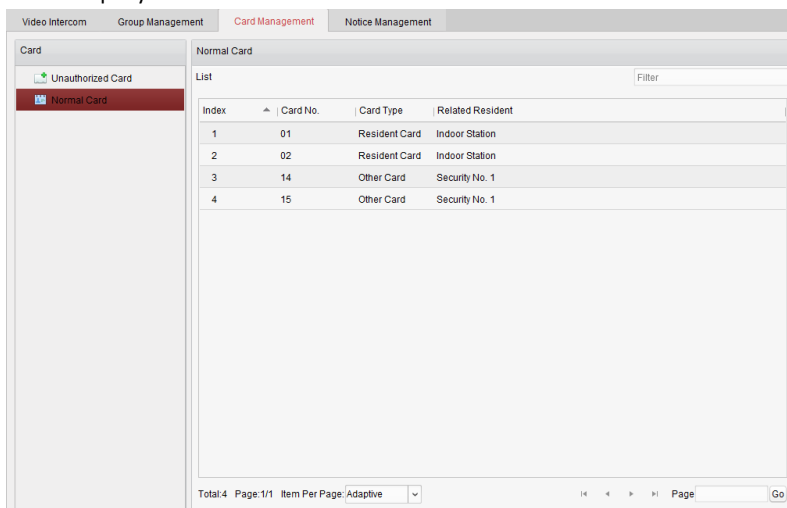 Video Intercom Group Management Card Management Notice Management
Card Normal Card
Unauthorized Card List Filter
Normal Card
Index Card No. Card Type Related Resident
1 01 Resident Card Indoor Station
2 02 Resident Card Indoor Station
3 14 Other Card Security No. 1
4 15 Other Card Security No. 1
Total:4 Page:1/1 Item Per Page: Adaptive Page Go